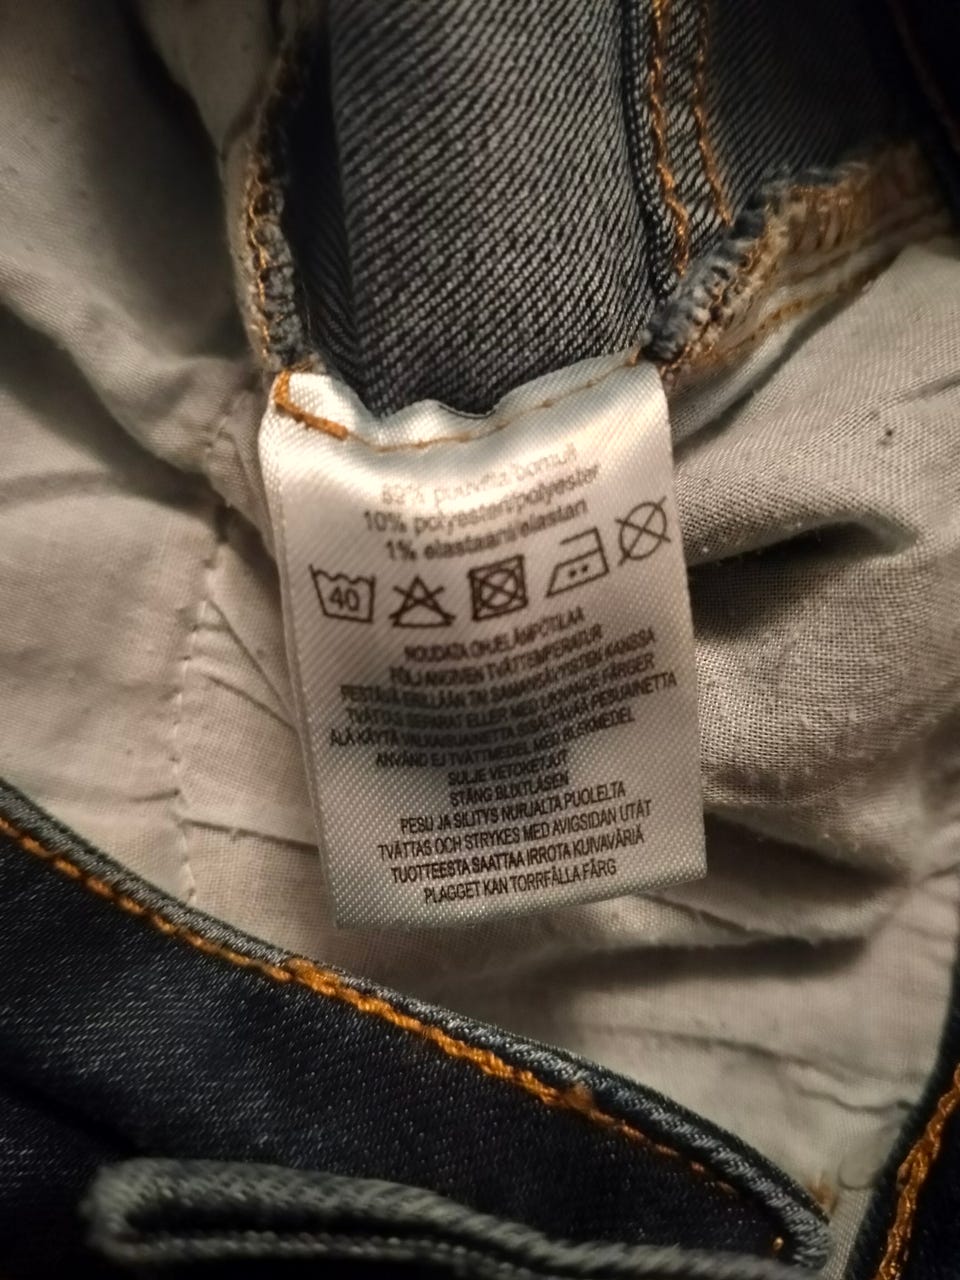 puuvilla bomull
10% polyesteri/polyester
1% elastaani/elastan
40
NOUDATA OHJELÄMPÖTILAA
FÖLJ ANGIVEN TVÄTTEMPERATUR
PESTÄVÄ ERILLÄÄN TAI SAMANSÄVYISTEN KANSSA
TVÄTTAS SEPARAT ELLER MED LIKNANDE FÄRGER
ÄLÄ KÄYTÄ VALKAISUAINETTA SISÄLTÄVÄÄ PESUAINETTA
ANVÄND EJ TVÄTTMEDEL MED BLEKMEDEL
SULJE VETOKETJUT
STÄNG BLIXTLÅSEN
PESU JA SILITYS NURJALTA PUOLELTA
TVÄTTAS OCH STRYKES MED AVIGSIDAN UTÅT
TUOTTEESTA SAATTAA IRROTA KUIVAVÄRIÄ
PLAGGET KAN TORRFÄLLA FÄRG